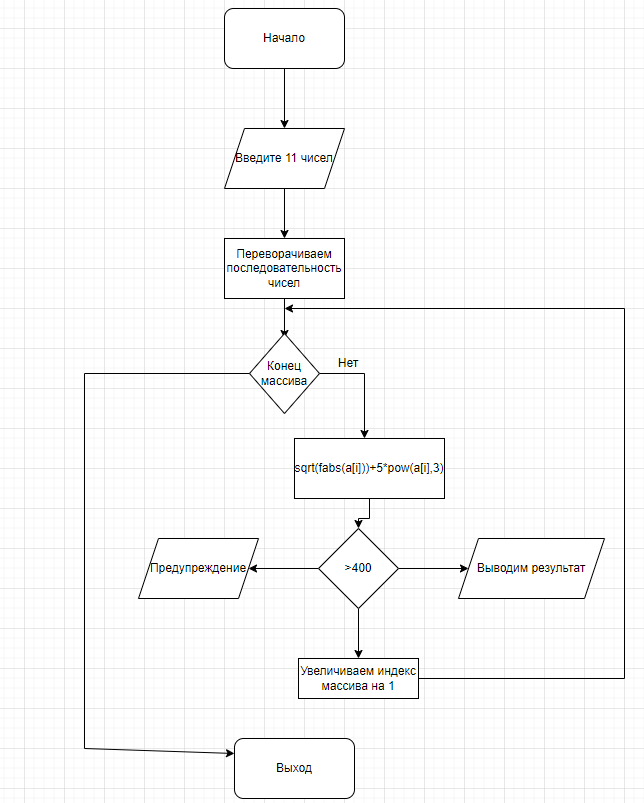 Начало
Введите 11 чисел
Переворачиваем
последовательность
чисел
Конец
массива
Нет
sqrt(fabs(a[i]))+5*pow(a[i],3)
Предупреждение
>400
Выводим результат
Увеличиваем индекс
массива на 1
Выход